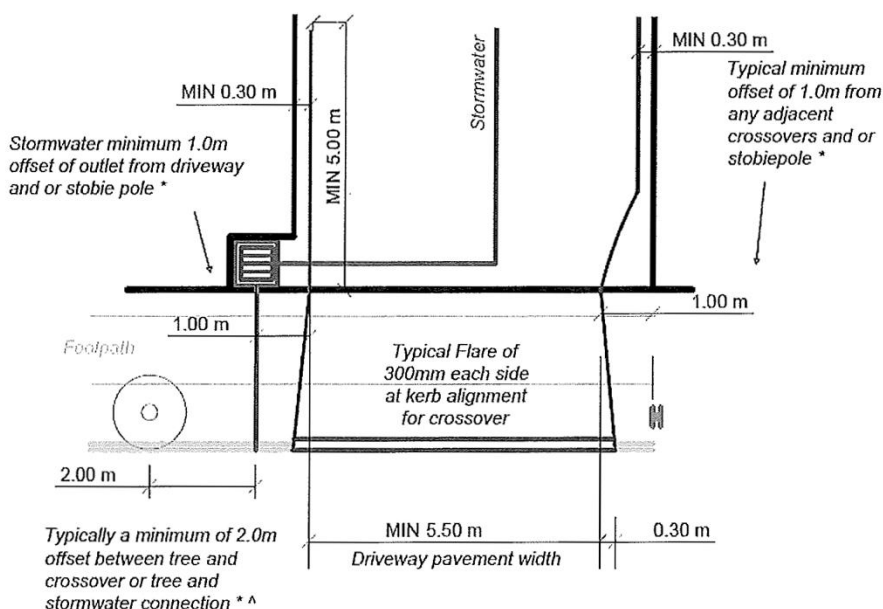 MIN 0.30 m
MIN 0.30 m
Stormwater
MIN 5.00 m
Typical minimum
offset of 1.0m from
any adjacent
crossovers and or
stobiepole *
Stormwater minimum 1.0m
offset of outlet from driveway
and or stobie pole *
1.00 m
1.00 m
Footpath
Typical Flare of
300mm each side
at kerb alignment
for crossover
2.00 m
MIN 5.50 m
0.30 m
Driveway pavement width
Typically a minimum of 2.0m
offset between tree and
crossover or tree and
stormwater connection * ^